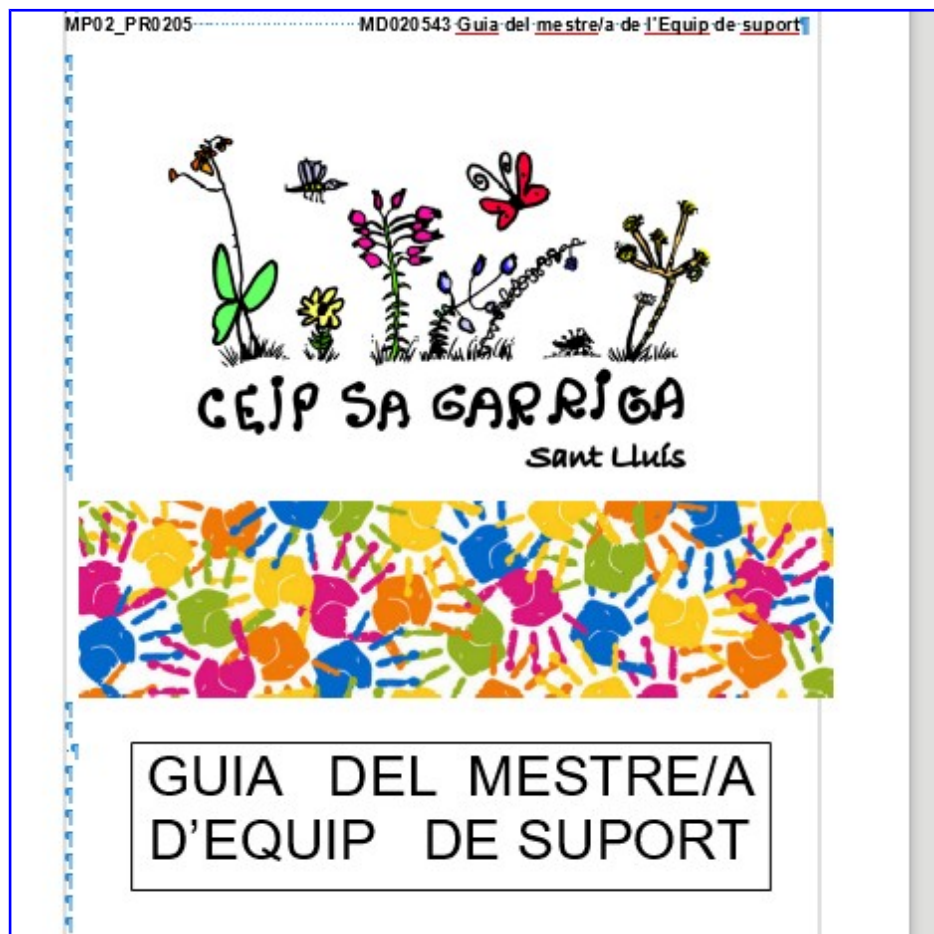 MP02_PR0205 MD020543 Guia del mestre/a de l'Equip de suport
CEIP SA GARRIGA
Sant Lluís
GUIA DEL MESTRE/A
D'EQUIP DE SUPORT